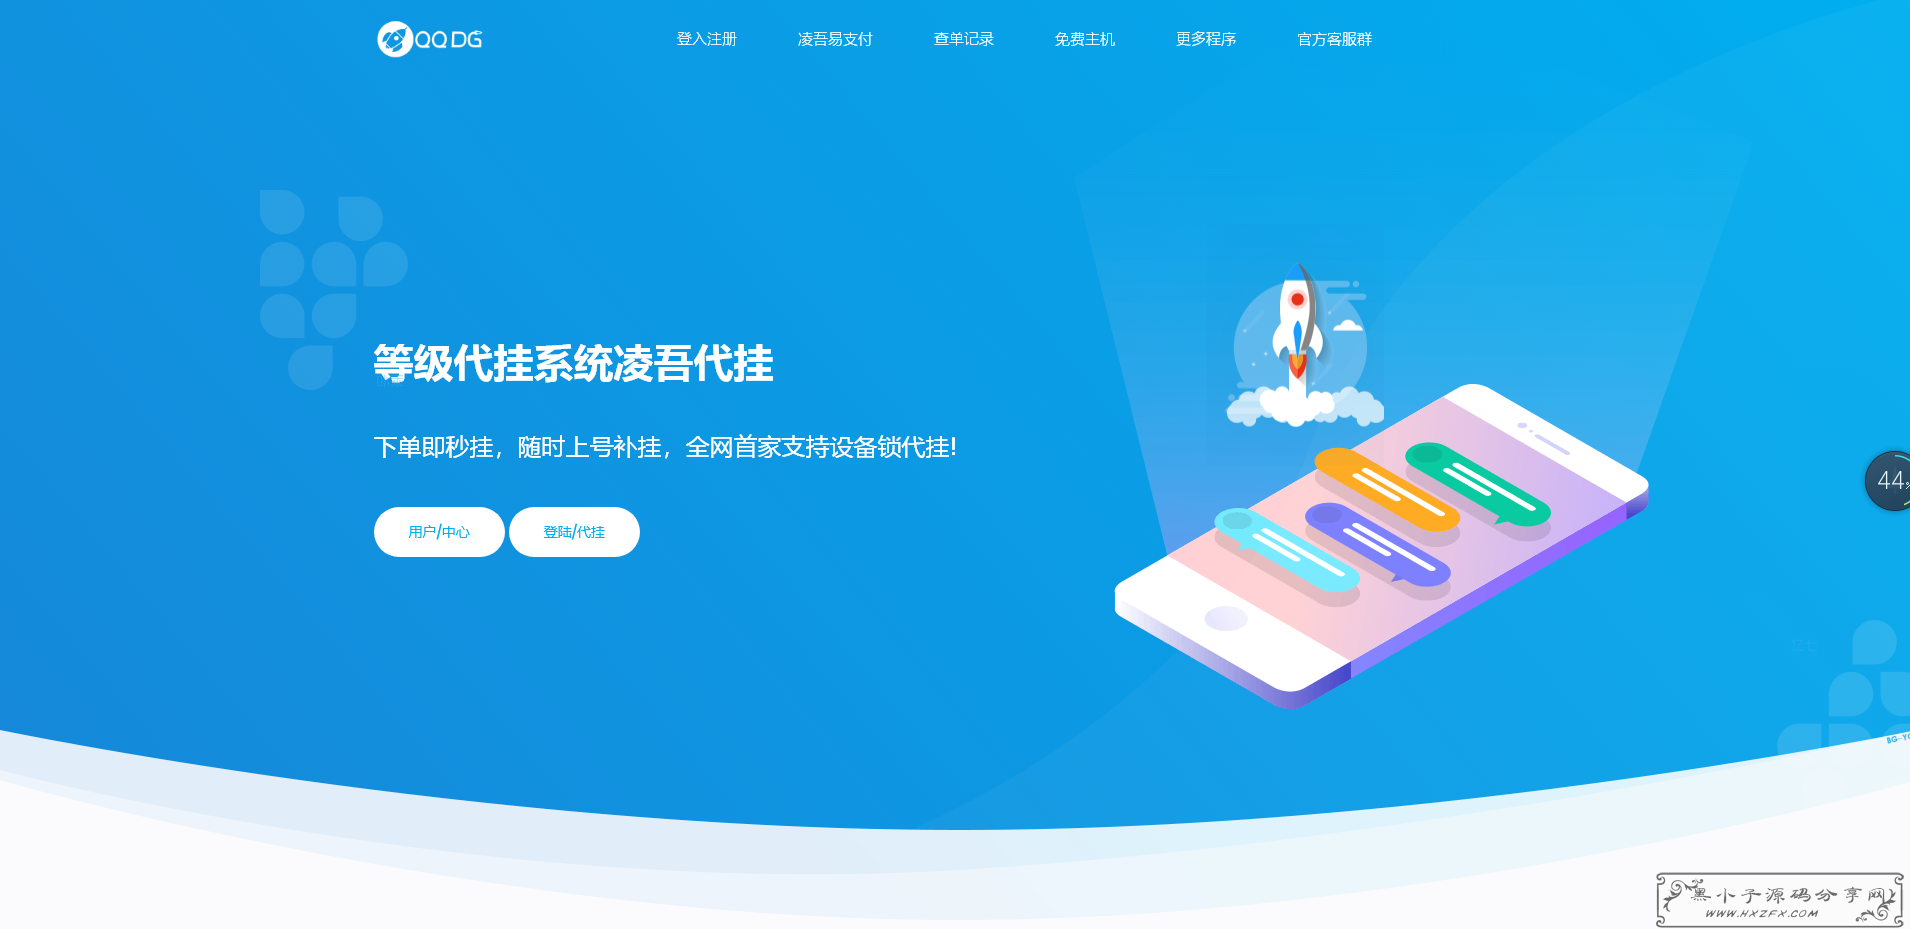 QQ DG
登入注册 凌吾易支付 查单记录 免费主机 更多程序 官方客服群
等级代挂系统凌吾代挂
下单即秒挂，随时上号补挂，全网首家支持设备锁代挂!
用户/中心 登陆/代挂
44
黑小子源码分享网
WWW.HXZFX.COM